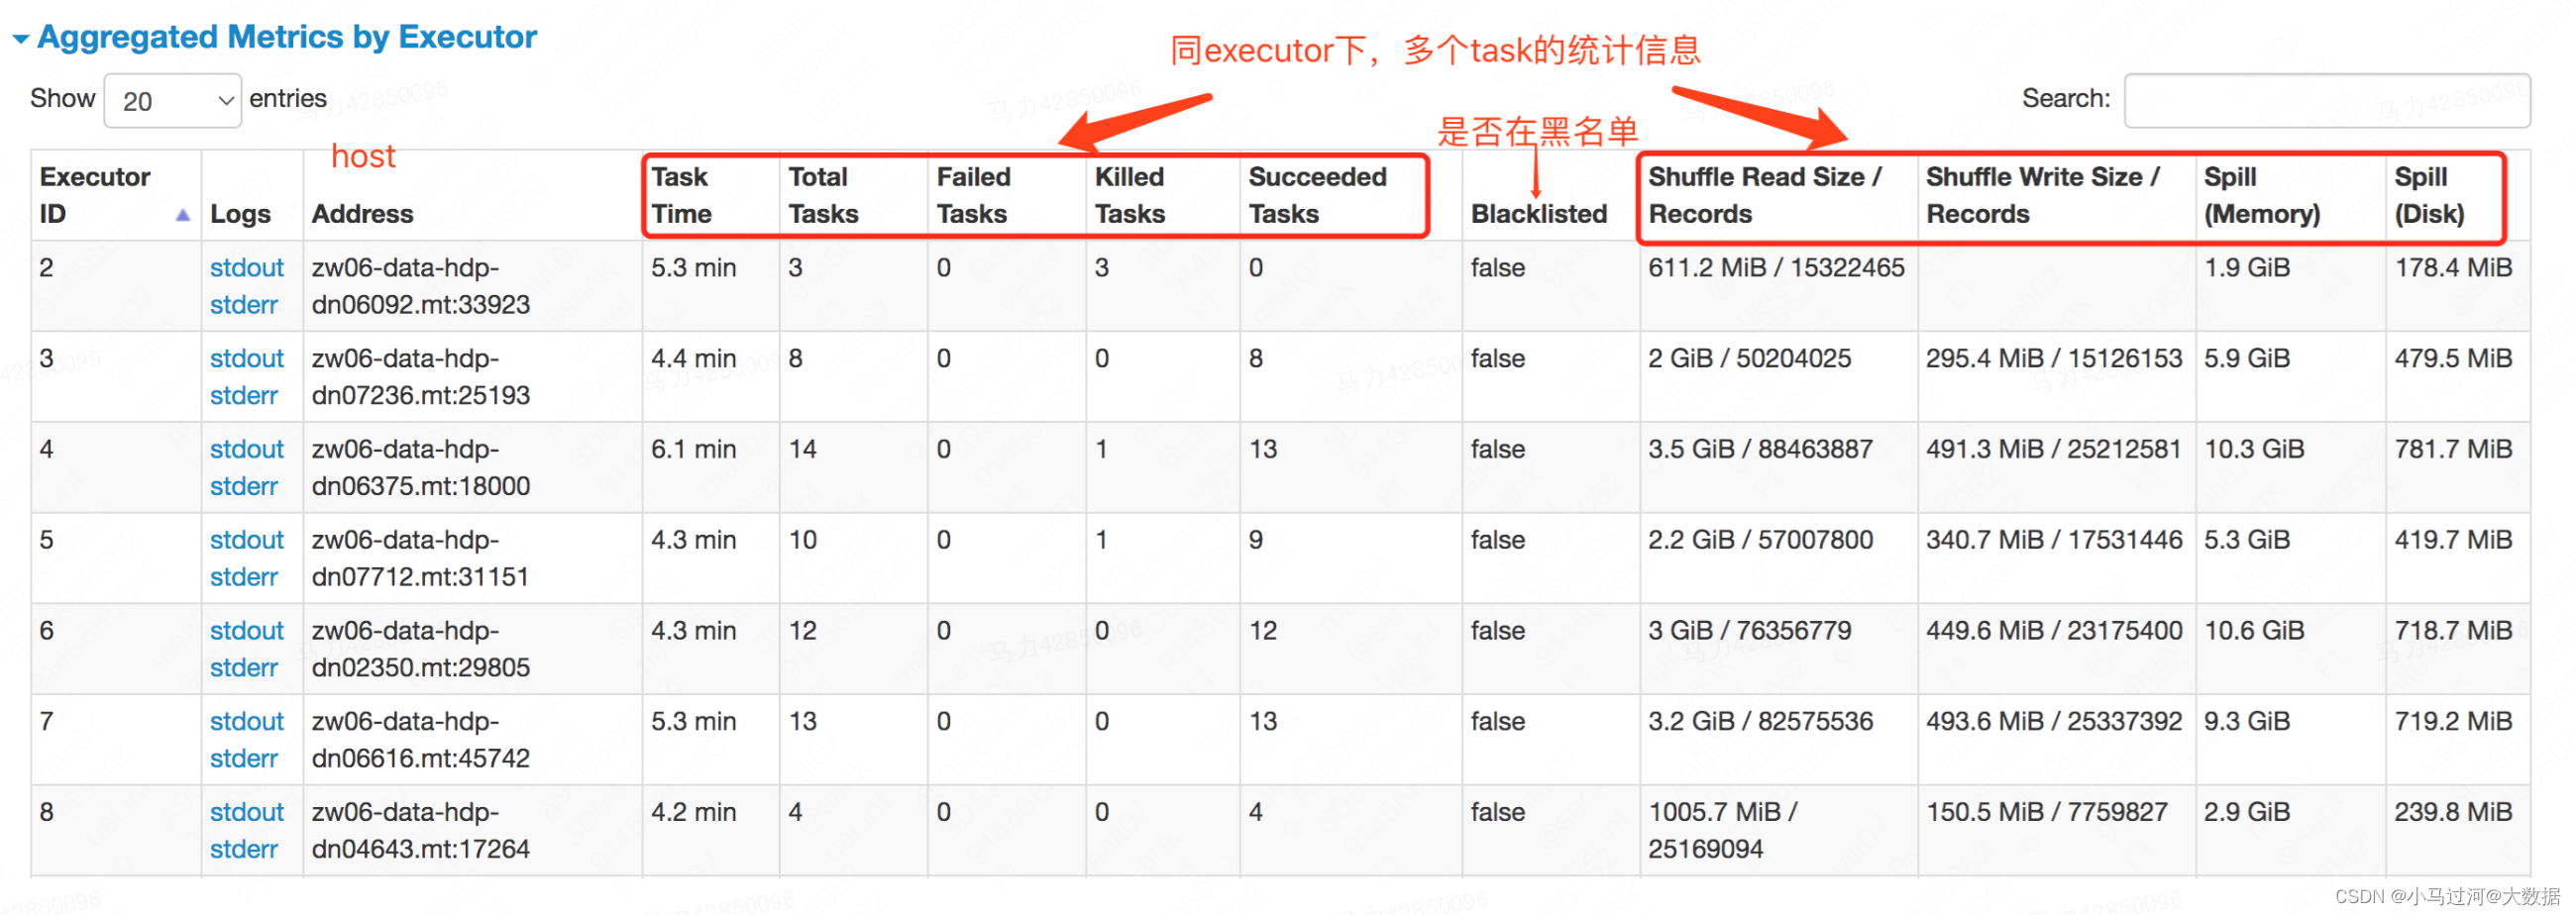 Aggregated Metrics by Executor
同executor下，多个task的统计信息
Show 20 entries
Search:
是否在黑名单
host
Executor ID
Logs
Address
Task Time
Total Tasks
Failed Tasks
Killed Tasks
Succeeded Tasks
Blacklisted
Shuffle Read Size / Records
Shuffle Write Size / Records
Spill (Memory)
Spill (Disk)
2 stdout zw06-data-hdp- 5.3 min 3 0 3 0 false 611.2 MiB / 15322465 1.9 GiB 178.4 MiB
stderr dn06092.mt:33923
3 stdout zw06-data-hdp- 4.4 min 8 0 0 8 false 2 GiB / 50204025 295.4 MiB / 15126153 5.9 GiB 479.5 MiB
stderr dn07236.mt:25193
4 stdout zw06-data-hdp- 6.1 min 14 0 1 13 false 3.5 GiB / 88463887 491.3 MiB / 25212581 10.3 GiB 781.7 MiB
stderr dn06375.mt:18000
5 stdout zw06-data-hdp- 4.3 min 10 0 1 9 false 2.2 GiB / 57007800 340.7 MiB / 17531446 5.3 GiB 419.7 MiB
stderr dn07712.mt:31151
6 stdout zw06-data-hdp- 4.3 min 12 0 0 12 false 3 GiB / 76356779 449.6 MiB / 23175400 10.6 GiB 718.7 MiB
stderr dn02350.mt:29805
7 stdout zw06-data-hdp- 5.3 min 13 0 0 13 false 3.2 GiB / 82575536 493.6 MiB / 25337392 9.3 GiB 719.2 MiB
stderr dn06616.mt:45742
8 stdout zw06-data-hdp- 4.2 min 4 0 0 4 false 1005.7 MiB / 150.5 MiB / 7759827 2.9 GiB 239.8 MiB
stderr dn04643.mt:17264 25169094
马力42850096
CSDN @小马过河@大数据